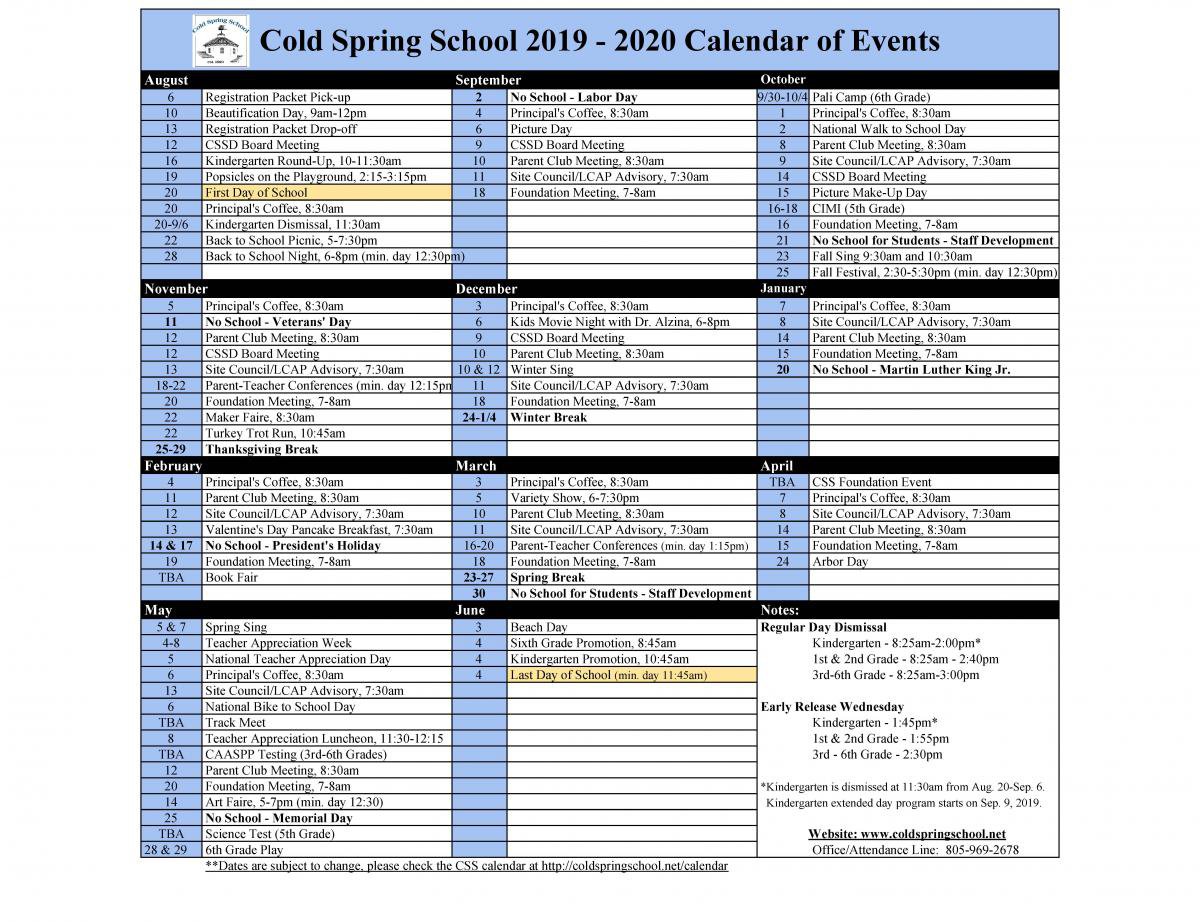 Cold Spring School
Cold Spring School 2019 - 2020 Calendar of Events
August
6 Registration Packet Pick-up
10 Beautification Day, 9am-12pm
13 Registration Packet Drop-off
12 CSSD Board Meeting
16 Kindergarten Round-Up, 10-11:30am
19 Popsicles on the Playground, 2:15-3:15pm
20 First Day of School
20 Principal's Coffee, 8:30am
20-9/6 Kindergarten Dismissal, 11:30am
22 Back to School Picnic, 5-7:30pm
28 Back to School Night, 6-8pm (min. day 12:30pm)
September
2 No School - Labor Day
4 Principal's Coffee, 8:30am
6 Picture Day
9 CSSD Board Meeting
10 Parent Club Meeting, 8:30am
11 Site Council/LCAP Advisory, 7:30am
18 Foundation Meeting, 7-8am
October
9/30-10/4 Pali Camp (6th Grade)
1 Principal's Coffee, 8:30am
2 National Walk to School Day
8 Parent Club Meeting, 8:30am
9 Site Council/LCAP Advisory, 7:30am
14 CSSD Board Meeting
15 Picture Make-Up Day
16-18 CIMI (5th Grade)
16 Foundation Meeting, 7-8am
21 No School for Students - Staff Development
23 Fall Sing 9:30am and 10:30am
25 Fall Festival, 2:30-5:30pm (min. day 12:30pm)
November
5 Principal's Coffee, 8:30am
11 No School - Veterans' Day
12 Parent Club Meeting, 8:30am
12 CSSD Board Meeting
13 Site Council/LCAP Advisory, 7:30am
18-22 Parent-Teacher Conferences (min. day 12:15pm
20 Foundation Meeting, 7-8am
22 Maker Faire, 8:30am
22 Turkey Trot Run, 10:45am
25-29 Thanksgiving Break
December
3 Principal's Coffee, 8:30am
6 Kids Movie Night with Dr. Alzina, 6-8pm
9 CSSD Board Meeting
10 Parent Club Meeting, 8:30am
10 & 12 Winter Sing
11 Site Council/LCAP Advisory, 7:30am
18 Foundation Meeting, 7-8am
24-1/4 Winter Break
January
7 Principal's Coffee, 8:30am
8 Site Council/LCAP Advisory, 7:30am
14 Parent Club Meeting, 8:30am
15 Foundation Meeting, 7-8am
20 No School - Martin Luther King Jr.
February
4 Principal's Coffee, 8:30am
11 Parent Club Meeting, 8:30am
12 Site Council/LCAP Advisory, 7:30am
13 Valentine's Day Pancake Breakfast, 7:30am
14 & 17 No School - President's Holiday
19 Foundation Meeting, 7-8am
TBA Book Fair
March
3 Principal's Coffee, 8:30am
5 Variety Show, 6-7:30pm
10 Parent Club Meeting, 8:30am
11 Site Council/LCAP Advisory, 7:30am
16-20 Parent-Teacher Conferences (min. day 1:15pm)
18 Foundation Meeting, 7-8am
23-27 Spring Break
30 No School for Students - Staff Development
April
TBA CSS Foundation Event
7 Principal's Coffee, 8:30am
8 Site Council/LCAP Advisory, 7:30am
14 Parent Club Meeting, 8:30am
15 Foundation Meeting, 7-8am
24 Arbor Day
May
5 & 7 Spring Sing
4-8 Teacher Appreciation Week
5 National Teacher Appreciation Day
6 Principal's Coffee, 8:30am
13 Site Council/LCAP Advisory, 7:30am
6 National Bike to School Day
TBA Track Meet
8 Teacher Appreciation Luncheon, 11:30-12:15
TBA CAASPP Testing (3rd-6th Grades)
12 Parent Club Meeting, 8:30am
20 Foundation Meeting, 7-8am
14 Art Faire, 5-7pm (min. day 12:30)
25 No School - Memorial Day
TBA Science Test (5th Grade)
28 & 29 6th Grade Play
June
3 Beach Day
4 Sixth Grade Promotion, 8:45am
4 Kindergarten Promotion, 10:45am
4 Last Day of School (min. day 11:45am)
Notes:
Regular Day Dismissal
Kindergarten - 8:25am-2:00pm*
1st & 2nd Grade - 8:25am - 2:40pm
3rd-6th Grade - 8:25am-3:00pm
Early Release Wednesday
Kindergarten - 1:45pm*
1st & 2nd Grade - 1:55pm
3rd - 6th Grade - 2:30pm
*Kindergarten is dismissed at 11:30am from Aug. 20-Sep. 6.
Kindergarten extended day program starts on Sep. 9, 2019.
Website: www.coldspringschool.net
Office/Attendance Line: 805-969-2678
**Dates are subject to change, please check the CSS calendar at http://coldspringschool.net/calendar